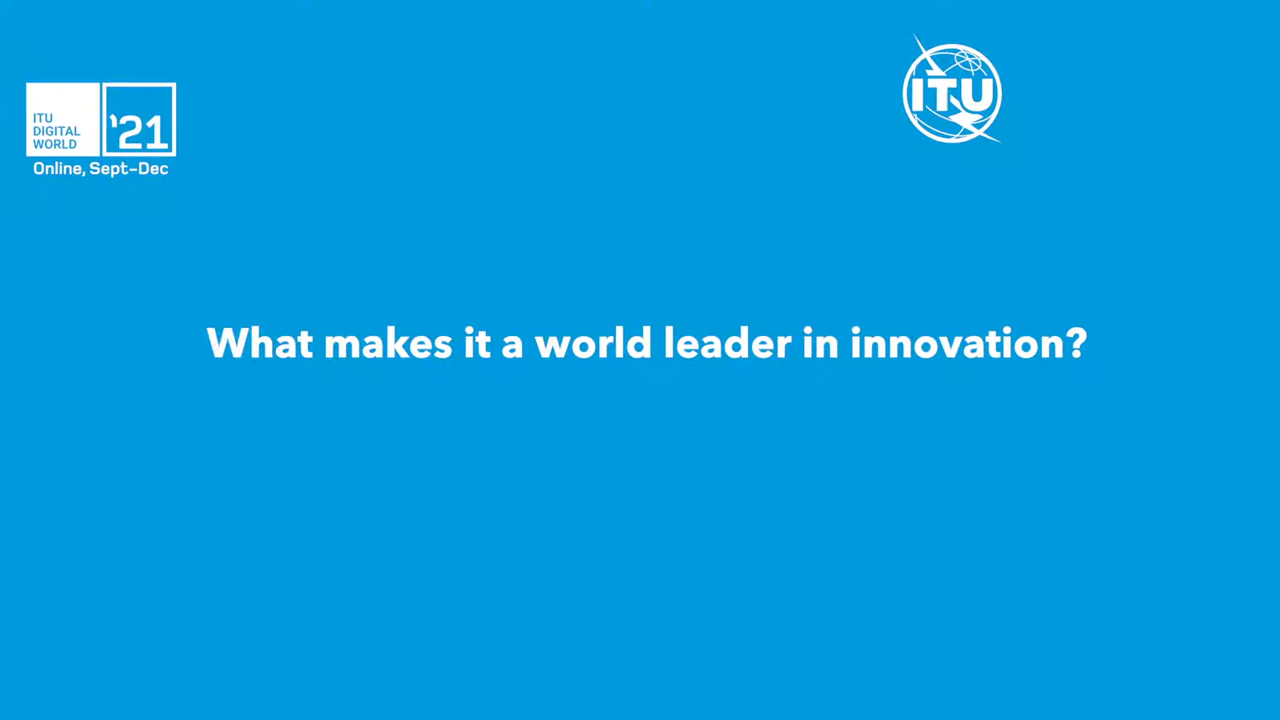 ITU
DIGITAL
WORLD
'21
Online, Sept-Dec
ITU
What makes it a world leader in innovation?